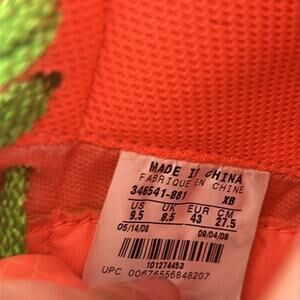 MADE IN CHINA
FABRIQUE EN CHINE
346541-881 XB
US UK EUR CM
9.5 8.5 43 27.5
05/14/08 09/04/08
101274453
UPC 00676556848207